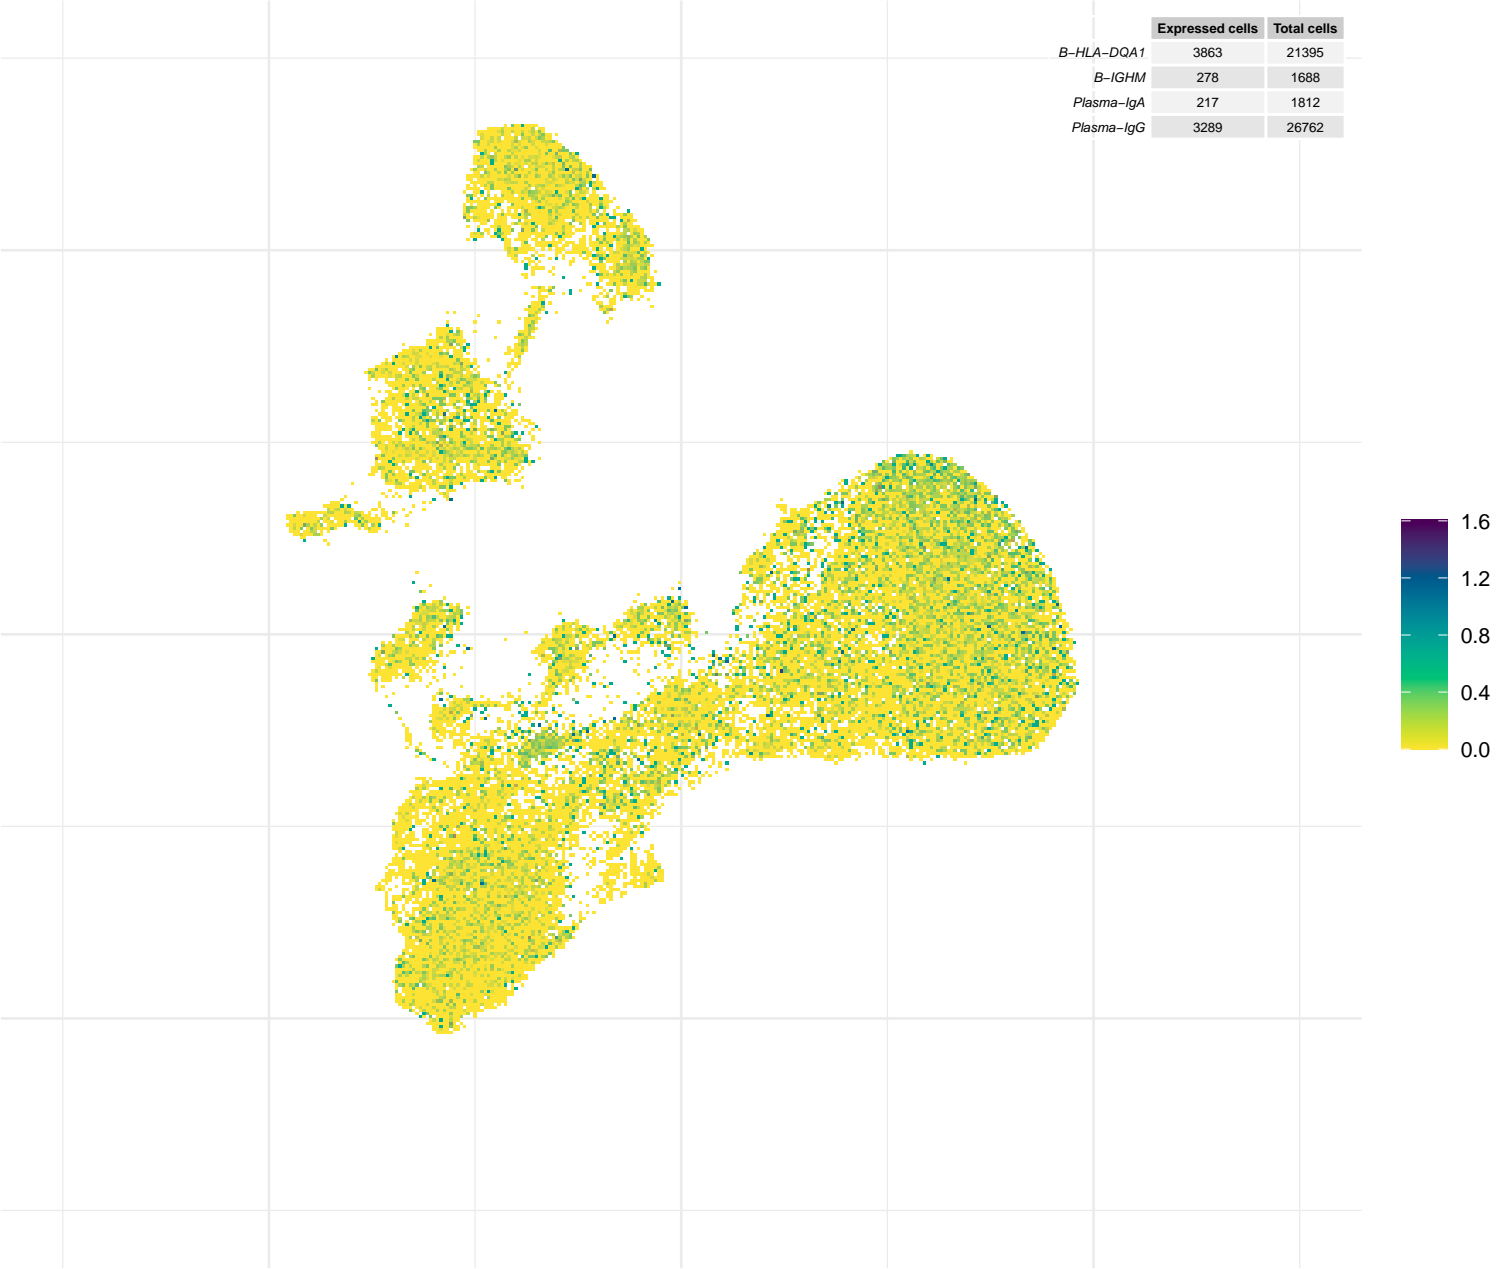 Expressed cells Total cells
B−HLA−DQA1 3863 21395
B−IGHM 278 1688
Plasma−IgA 217 1812
Plasma−IgG 3289 26762
1.6
1.2
0.8
0.4
0.0